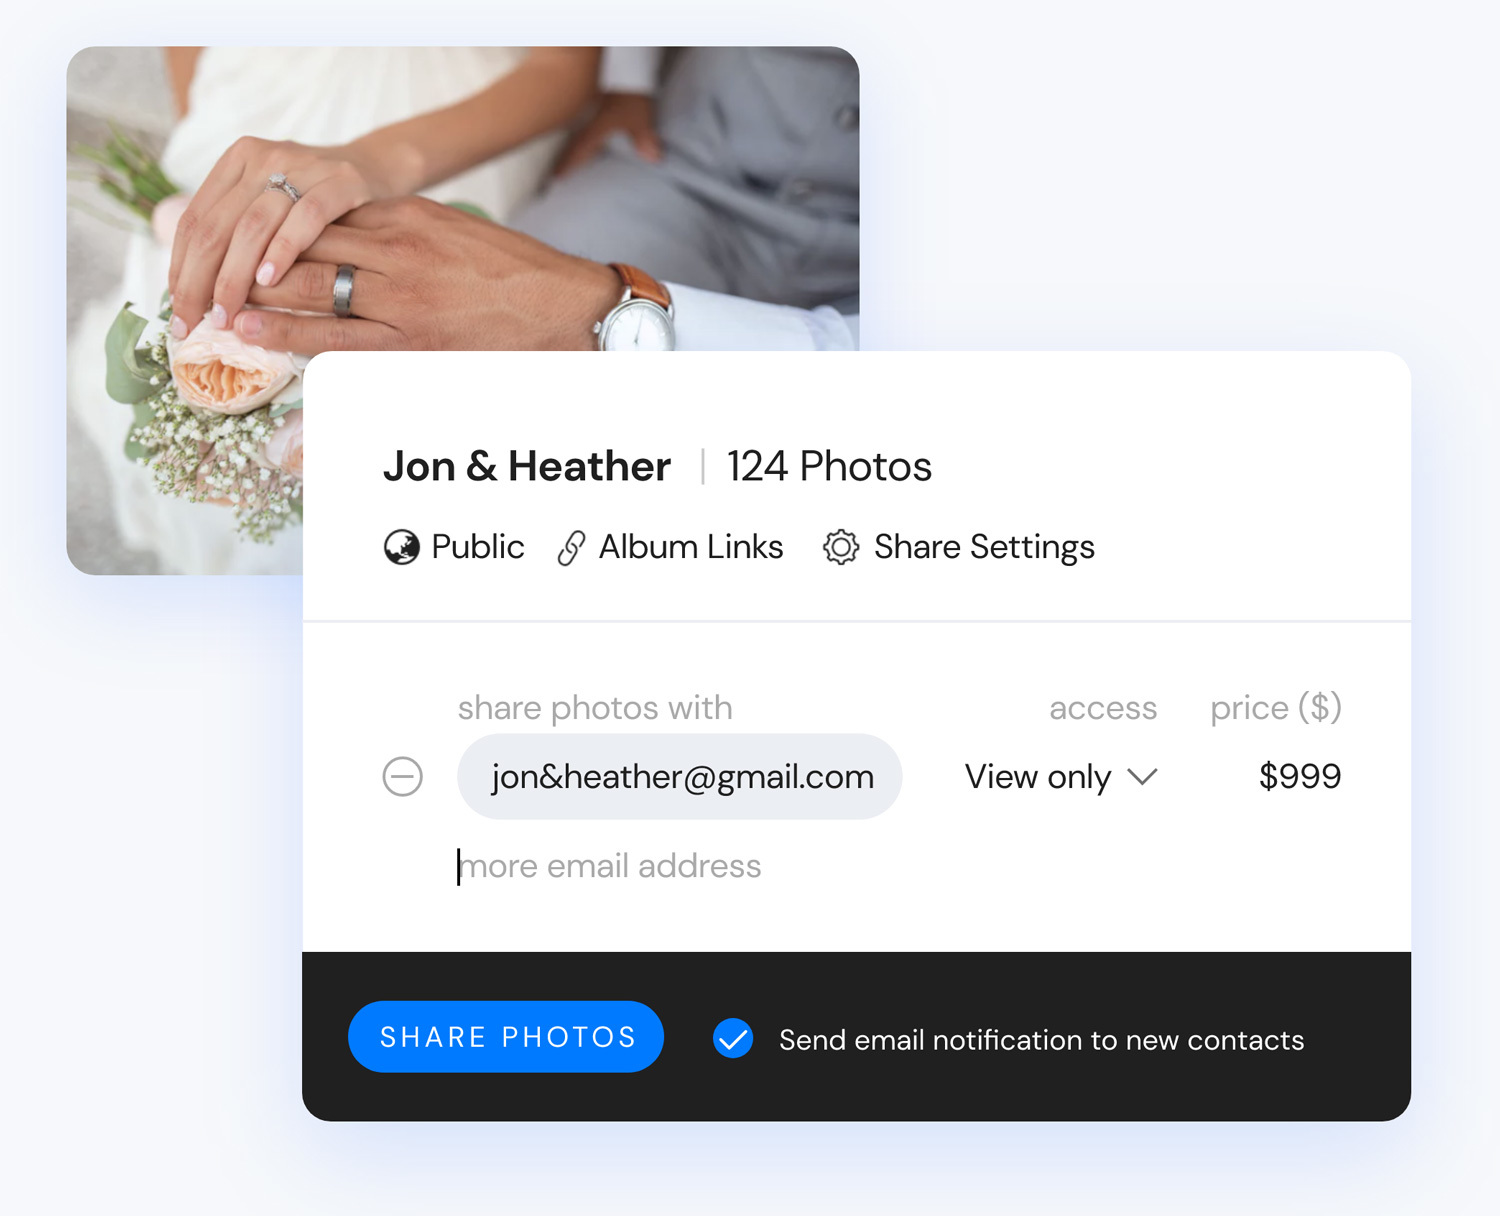 Jon & Heather | 124 Photos
Public Album Links Share Settings
share photos with access price ($)
jon&heather@gmail.com View only $999
more email address
SHARE PHOTOS Send email notification to new contacts